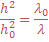 h²/h₀² = λ₀/λ